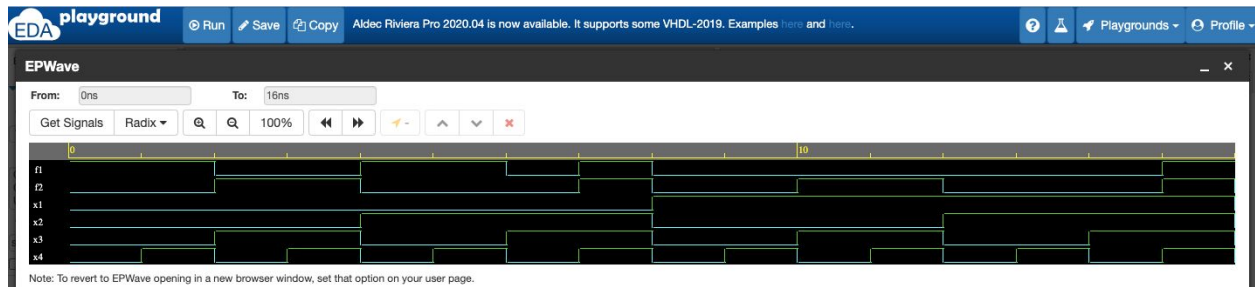 EDA playground Run Save Copy Aldec Riviera Pro 2020.04 is now available. It supports some VHDL-2019. Examples here and here. Playgrounds Profile
EPWave
From: 0ns To: 16ns
Get Signals Radix 100%
0 10
f1
f2
x1
x2
x3
x4
Note: To revert to EPWave opening in a new browser window, set that option on your user page.